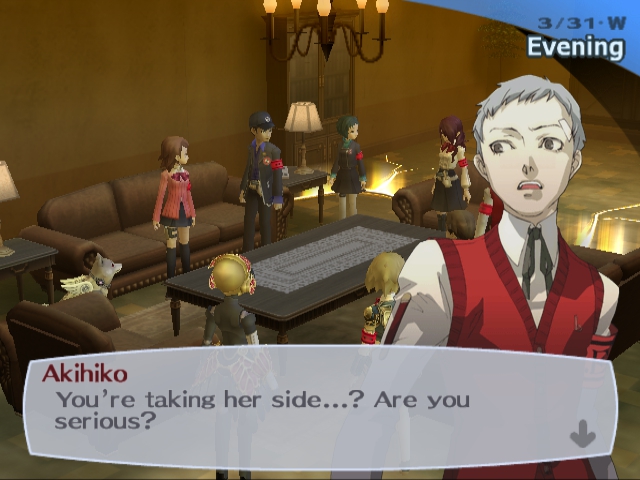 3/31・W
Evening
Akihiko
You're taking her side...? Are you
serious?